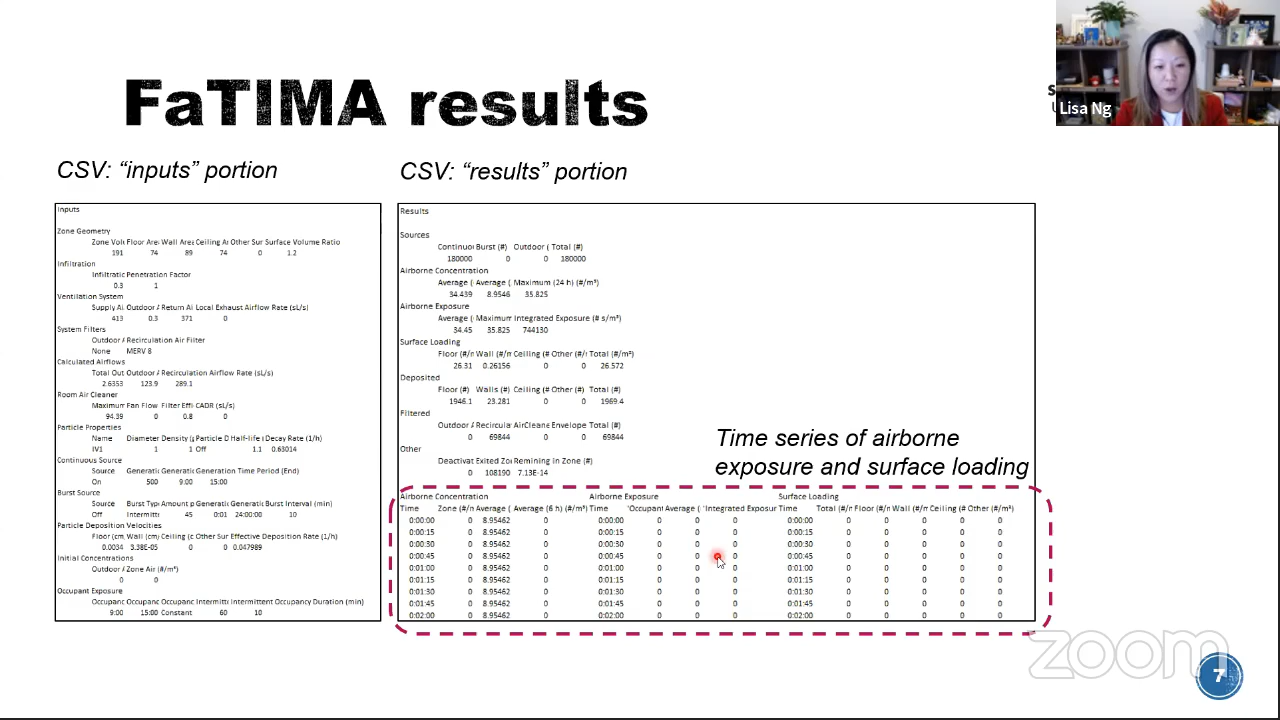 FaTIMA results
Lisa Ng
CSV: “inputs” portion
CSV: “results” portion
Inputs
Zone Geometry
Zone Volu Floor Area Wall Area Ceiling Ar Other Sur Surface Volume Ratio
191 74 89 74 0 1.2
Infiltration
Infiltratic Penetration Factor
0.3 1
Ventilation System
Supply Ai Outdoor A Return Ai Local Exhaust Airflow Rate (sL/s)
413 0.3 371 0
System Filters
Outdoor A Recirculation Air Filter
None MERV 8
Calculated Airflows
Total Out Outdoor A Recirculation Airflow Rate (sL/s)
2.6353 123.9 289.1
Room Air Cleaner
Maximum Fan Flow Filter Effi CADR (sL/s)
94.39 0 0.8 0
Particle Properties
Name Diameter Density (g Particle D Half-life ( Decay Rate (1/h)
IV1 1 1 Off 1.1 0.63014
Continuous Source
Source Generatic Generatic Generation Time Period (End)
On 500 9:00 15:00
Burst Source
Source Burst Type Amount p Generatic Generatic Burst Interval (min)
Off Intermitte 45 0:01 24:00:00 10
Particle Deposition Velocities
Floor (cm, Wall (cm/ Ceiling (c Other Sur Effective Deposition Rate (1/h)
0.0034 3.38E-05 0 0 0.047989
Initial Concentrations
Outdoor A Zone Air (#/m³)
0 0
Occupant Exposure
Occupanc Occupanc Occupanc Intermitte Intermittent Occupancy Duration (min)
9:00 15:00 Constant 60 10
Results
Sources
Continuou Burst (#) Outdoor ( Total (#)
180000 0 0 180000
Airborne Concentration
Average ( Average ( Maximum (24 h) (#/m³)
34.439 8.9546 35.825
Airborne Exposure
Average ( Maximum Integrated Exposure (# s/m³)
34.45 35.825 744130
Surface Loading
Floor (#/m Wall (#/m Ceiling (# Other (#/m Total (#/m²)
26.31 0.26156 0 0 26.572
Deposited
Floor (#) Walls (#) Ceiling (# Other (#) Total (#)
1946.1 23.281 0 0 1969.4
Filtered
Outdoor A Recircula AirCleane Envelope Total (#)
0 69844 0 0 69844
Other
Deactivat Exited Zo Remining in Zone (#)
0 108190 7.13E-14
Time series of airborne
exposure and surface loading
Airborne Concentration Airborne Exposure Surface Loading
Time Zone (#/n Average ( Average (6 h) (#/m³) Time 'Occupant Average ( 'Integrated Exposur Time Total (#/n Floor (#/n Wall (#/n Ceiling (# Other (#/m²)
0:00:00 0 8.95462 0 0:00:00 0 0 0 0:00:00 0 0 0 0 0
0:00:15 0 8.95462 0 0:00:15 0 0 0 0:00:15 0 0 0 0 0
0:00:30 0 8.95462 0 0:00:30 0 0 0 0:00:30 0 0 0 0 0
0:00:45 0 8.95462 0 0:00:45 0 0 0 0:00:45 0 0 0 0 0
0:01:00 0 8.95462 0 0:01:00 0 0 0 0:01:00 0 0 0 0 0
0:01:15 0 8.95462 0 0:01:15 0 0 0 0:01:15 0 0 0 0 0
0:01:30 0 8.95462 0 0:01:30 0 0 0 0:01:30 0 0 0 0 0
0:01:45 0 8.95462 0 0:01:45 0 0 0 0:01:45 0 0 0 0 0
0:02:00 0 8.95462 0 0:02:00 0 0 0 0:02:00 0 0 0 0 0
zoom
7